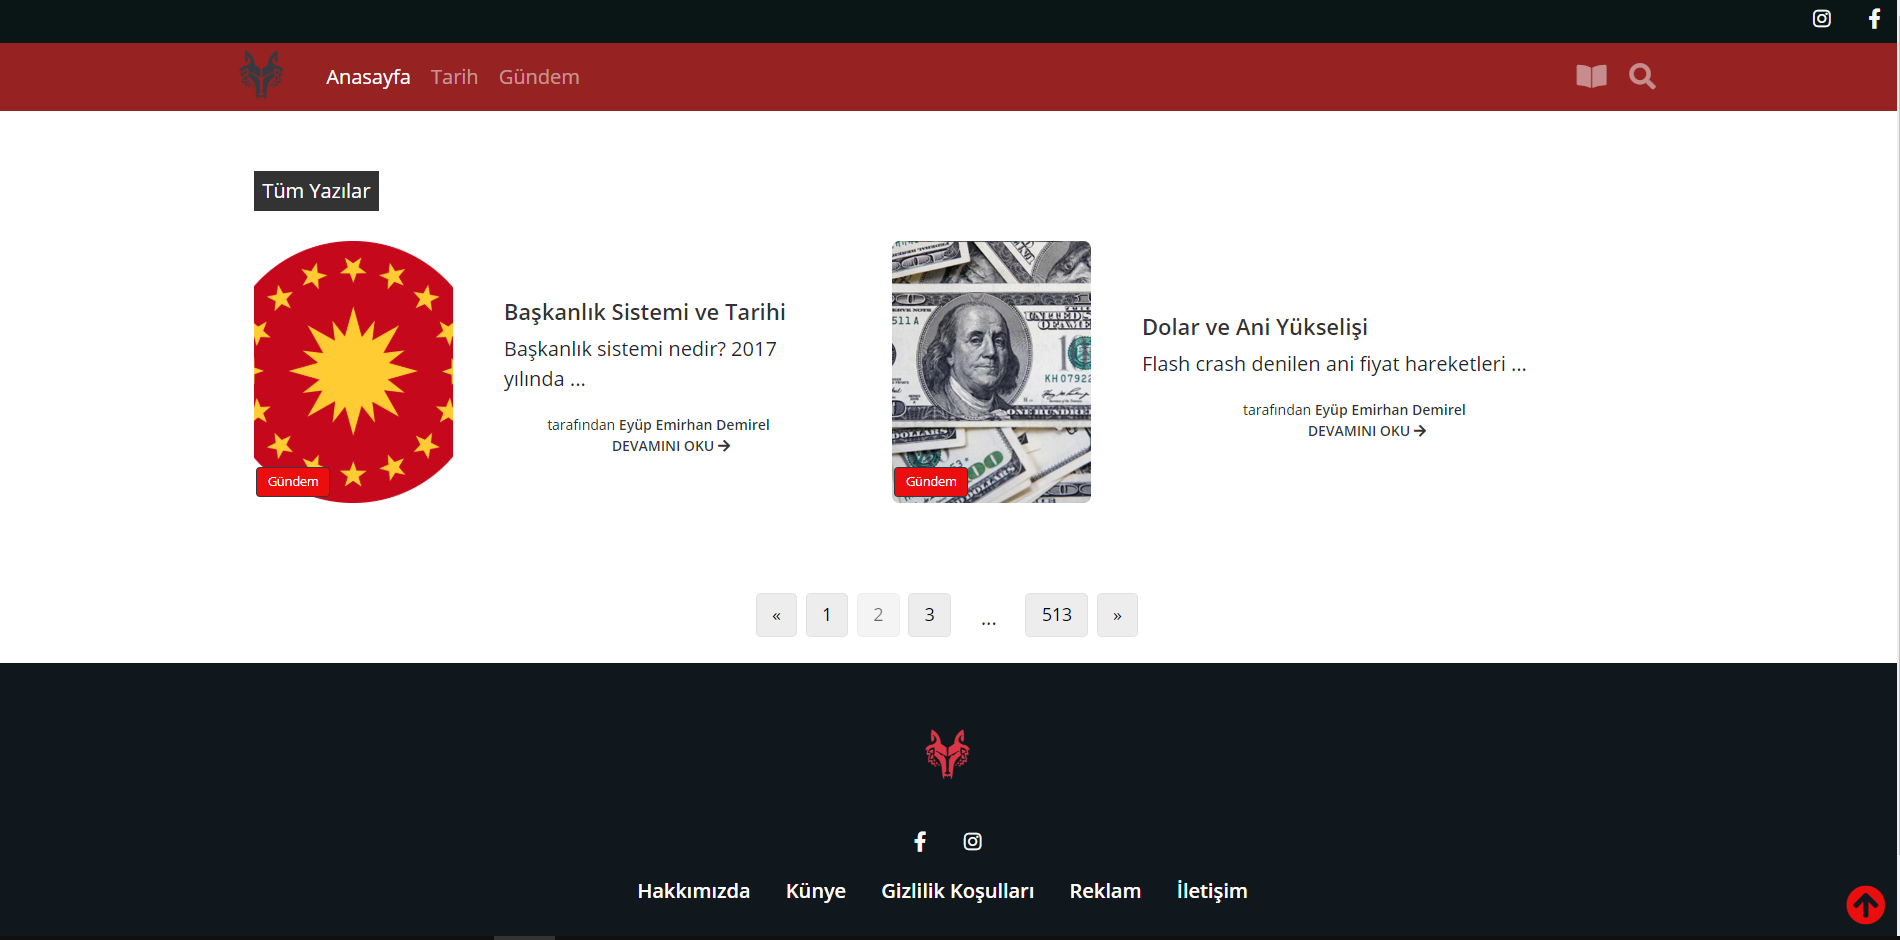 Anasayfa Tarih Gündem
Tüm Yazılar
Başkanlık Sistemi ve Tarihi
Başkanlık sistemi nedir? 2017
yılında ...
tarafından Eyüp Emirhan Demirel
DEVAMINI OKU
Gündem
Dolar ve Ani Yükselişi
Flash crash denilen ani fiyat hareketleri ...
tarafından Eyüp Emirhan Demirel
DEVAMINI OKU
Gündem
« 1 2 3 ... 513 »
Hakkımızda Künye Gizlilik Koşulları Reklam İletişim